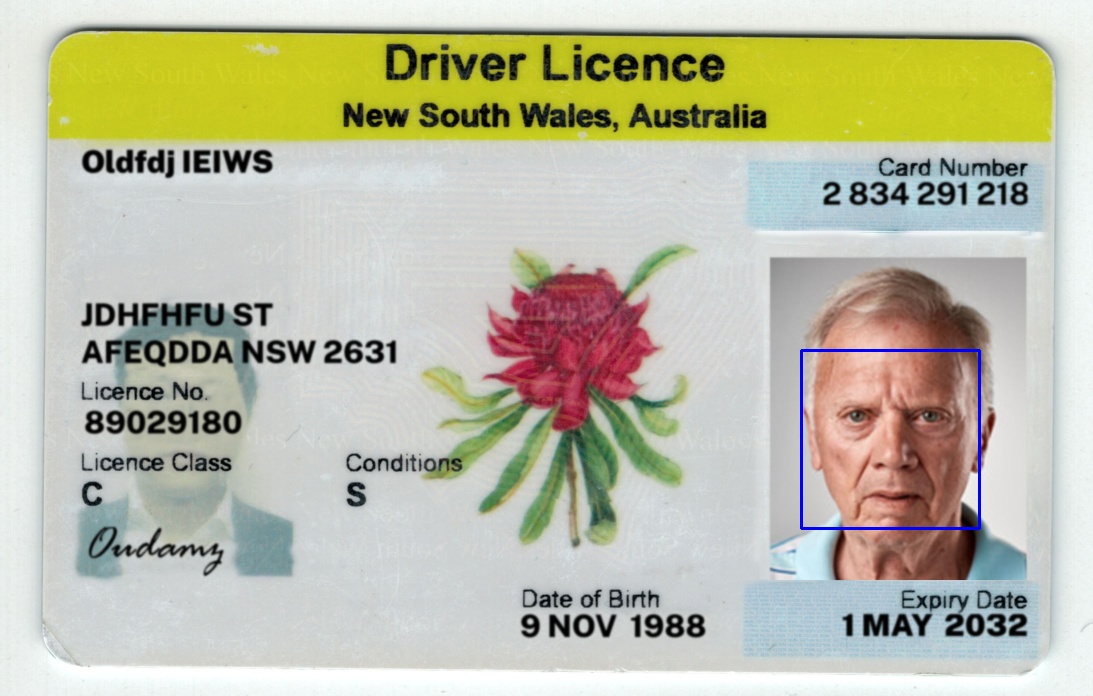 Driver Licence
New South Wales, Australia
Oldfdj IEIWS
Card Number
2 834 291 218
JDHFHFU ST
AFEQDDA NSW 2631
Licence No.
89029180
Licence Class
Conditions
C
S
Oudamy
Date of Birth
9 NOV 1988
Expiry Date
1 MAY 2032